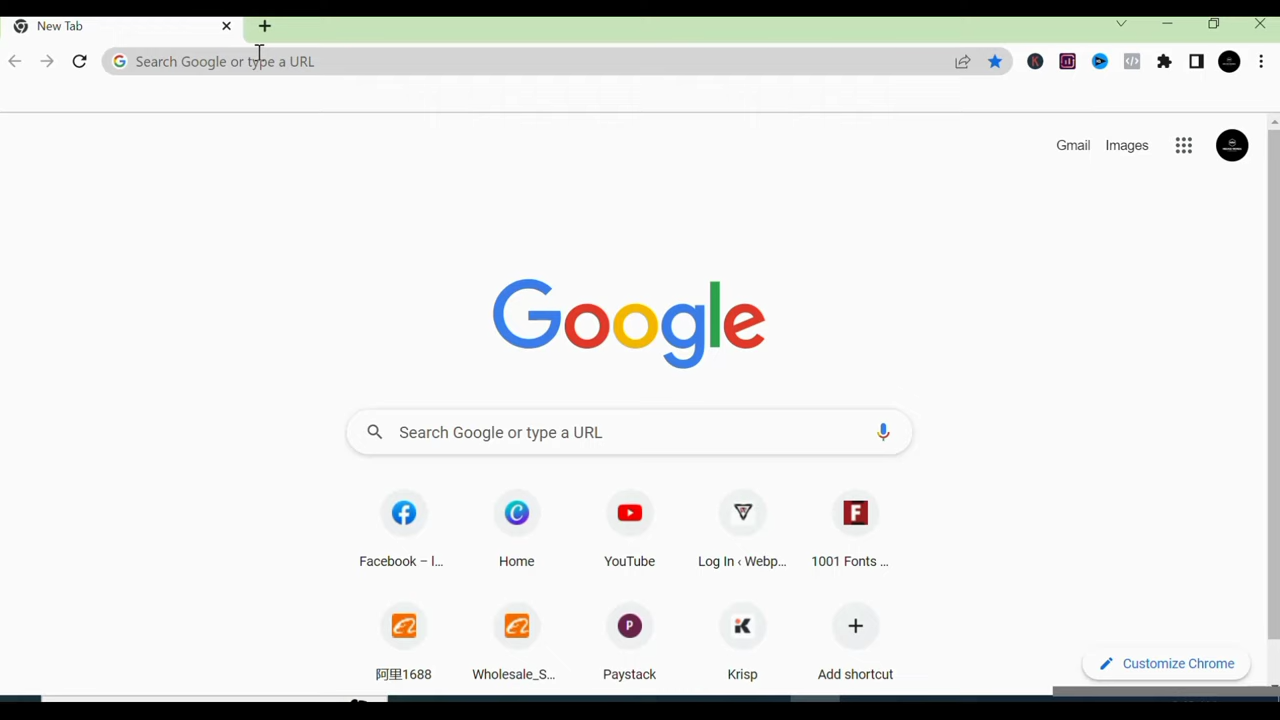 New Tab
Search Google or type a URL
Gmail Images
Google
Search Google or type a URL
Facebook – l... Home YouTube Log In ‹ Webp... 1001 Fonts ...
阿里1688 Wholesale_S... Paystack Krisp Add shortcut
Customize Chrome